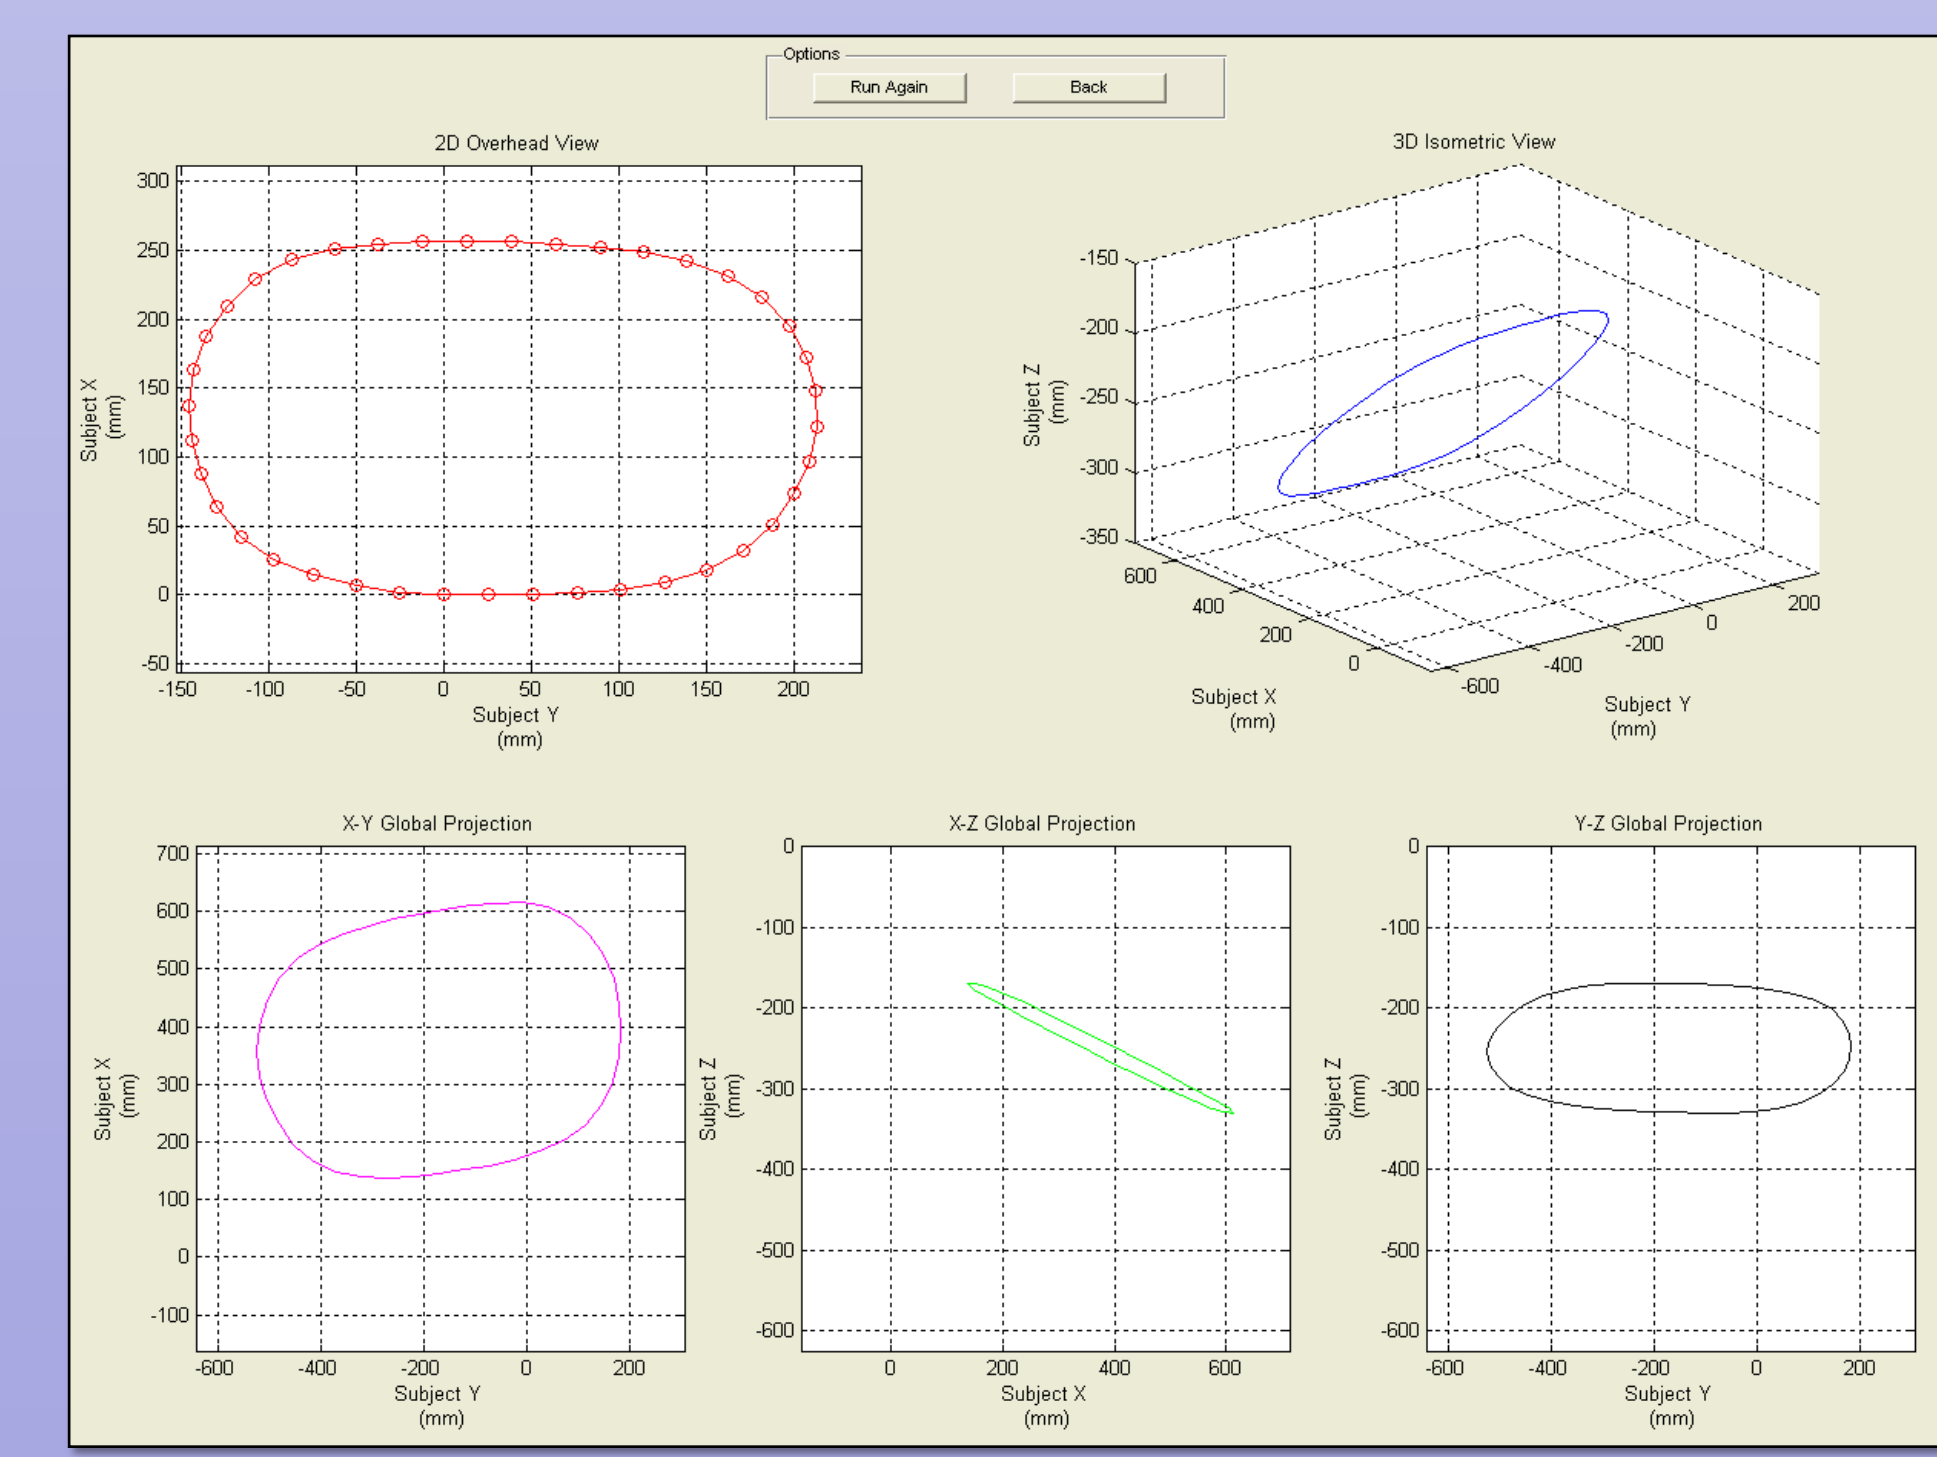 Options
Run Again
Back
2D Overhead View
300
250
200
150
100
50
0
-50
-150
-100
-50
0
50
100
150
200
Subject X
(mm)
Subject Y
(mm)
3D Isometric View
-150
-200
-250
-300
-350
Subject Z
(mm)
600
400
200
0
Subject X
(mm)
-600
-400
-200
0
200
Subject Y
(mm)
X-Y Global Projection
700
600
500
400
300
200
100
0
-100
Subject X
(mm)
-600
-400
-200
0
200
Subject Y
(mm)
X-Z Global Projection
0
-100
-200
-300
-400
-500
-600
Subject Z
(mm)
0
200
400
600
Subject X
(mm)
Y-Z Global Projection
0
-100
-200
-300
-400
-500
-600
Subject Z
(mm)
-600
-400
-200
0
200
Subject Y
(mm)